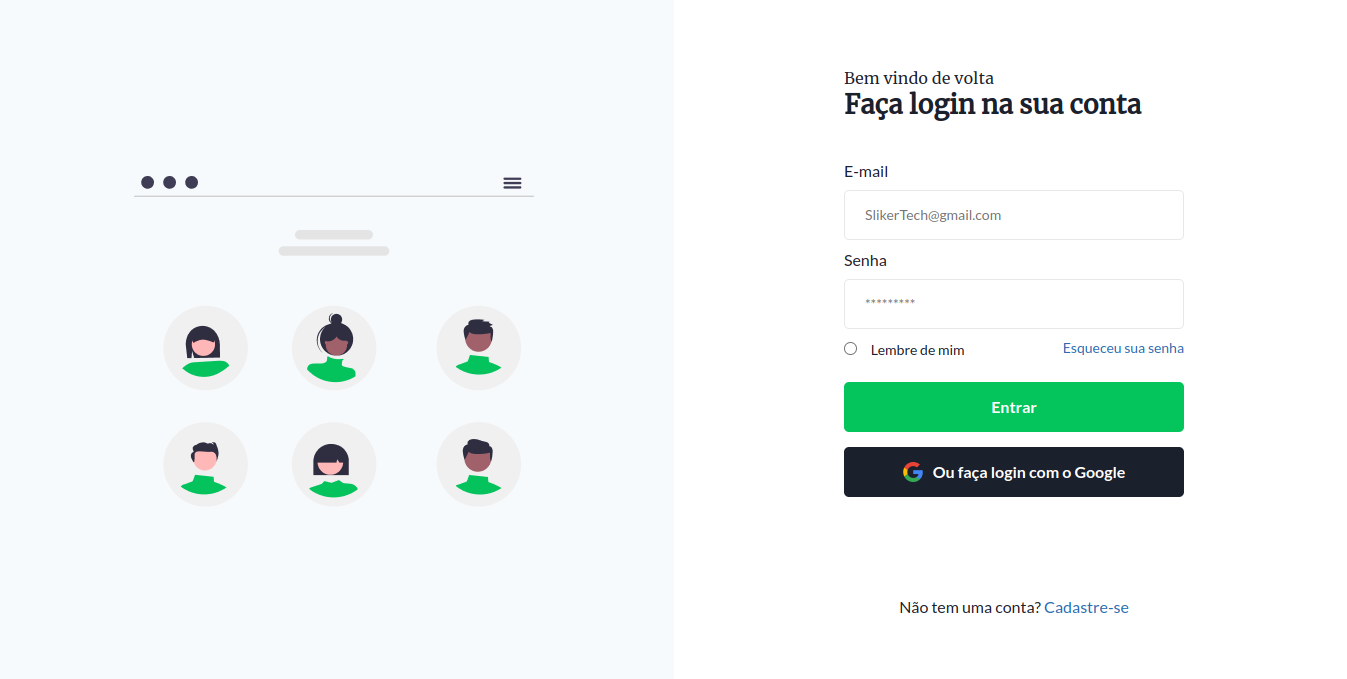 Bem vindo de volta
Faça login na sua conta
E-mail
SlikerTech@gmail.com
Senha
*********
Lembre de mim
Esqueceu sua senha
Entrar
Ou faça login com o Google
Não tem uma conta? Cadastre-se